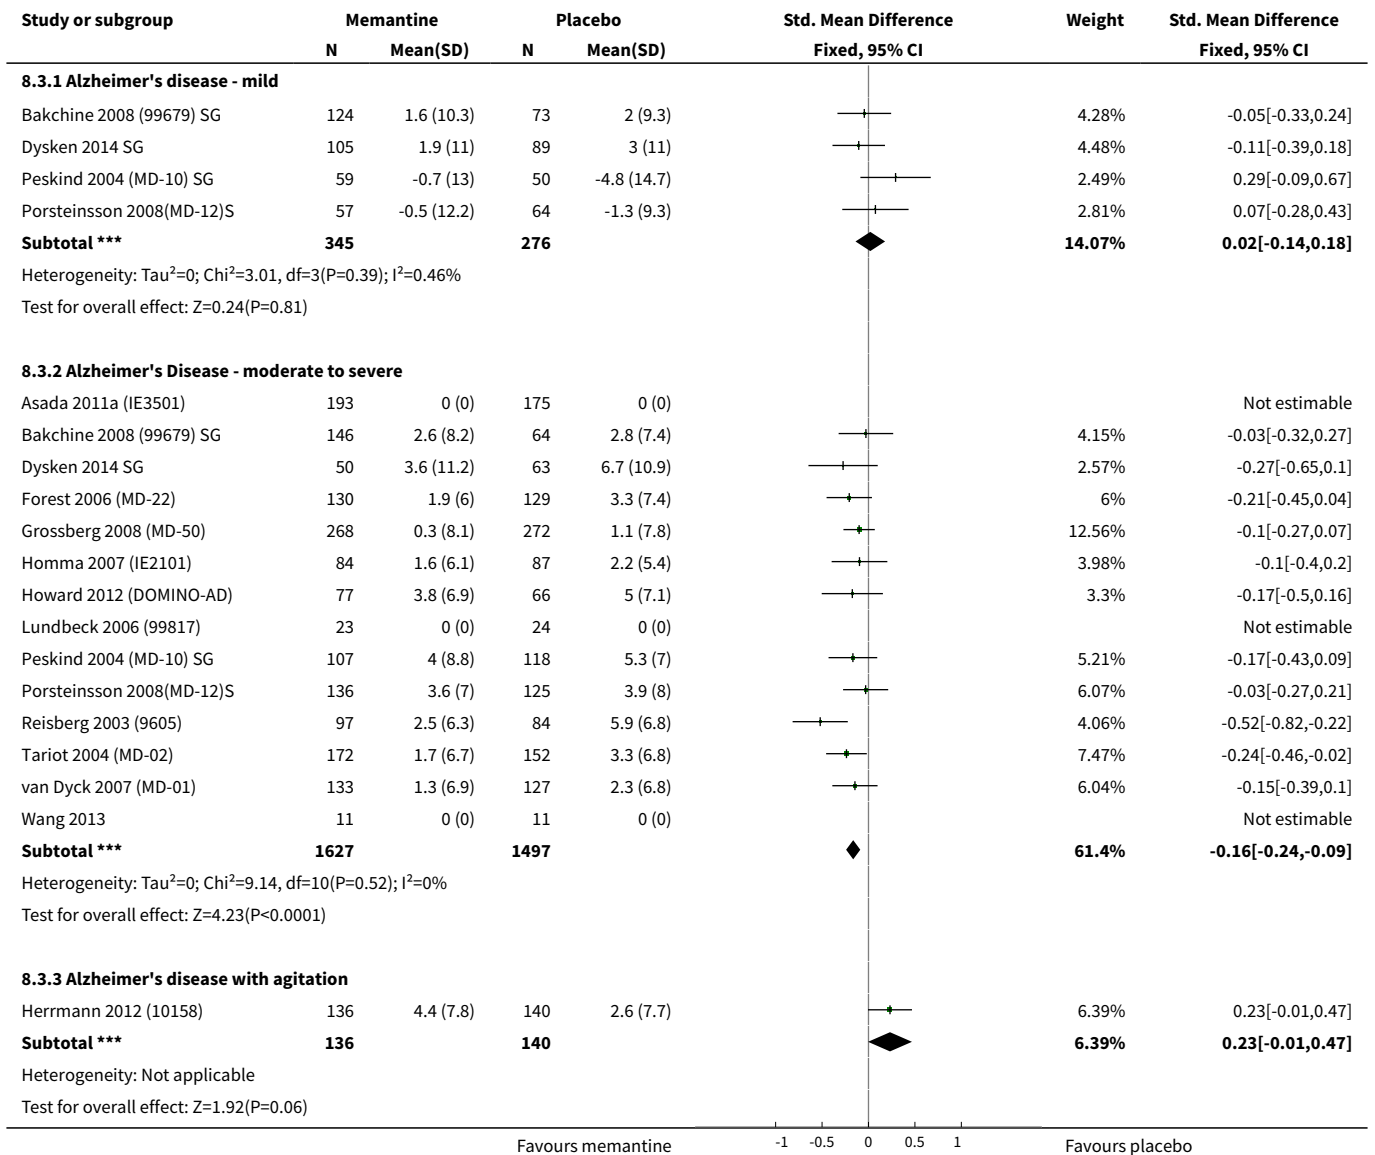 Study or subgroup Memantine Placebo Std. Mean Difference Weight Std. Mean Difference
N Mean(SD) N Mean(SD) Fixed, 95% CI Fixed, 95% CI
8.3.1 Alzheimer's disease - mild
Bakchine 2008 (99679) SG 124 1.6 (10.3) 73 2 (9.3) 4.28% -0.05[-0.33,0.24]
Dysken 2014 SG 105 1.9 (11) 89 3 (11) 4.48% -0.11[-0.39,0.18]
Peskind 2004 (MD-10) SG 59 -0.7 (13) 50 -4.8 (14.7) 2.49% 0.29[-0.09,0.67]
Porsteinsson 2008(MD-12)S 57 -0.5 (12.2) 64 -1.3 (9.3) 2.81% 0.07[-0.28,0.43]
Subtotal *** 345 276 14.07% 0.02[-0.14,0.18]
Heterogeneity: Tau²=0; Chi²=3.01, df=3(P=0.39); I²=0.46%
Test for overall effect: Z=0.24(P=0.81)
8.3.2 Alzheimer's Disease - moderate to severe
Asada 2011a (IE3501) 193 0 (0) 175 0 (0) Not estimable
Bakchine 2008 (99679) SG 146 2.6 (8.2) 64 2.8 (7.4) 4.15% -0.03[-0.32,0.27]
Dysken 2014 SG 50 3.6 (11.2) 63 6.7 (10.9) 2.57% -0.27[-0.65,0.1]
Forest 2006 (MD-22) 130 1.9 (6) 129 3.3 (7.4) 6% -0.21[-0.45,0.04]
Grossberg 2008 (MD-50) 268 0.3 (8.1) 272 1.1 (7.8) 12.56% -0.1[-0.27,0.07]
Homma 2007 (IE2101) 84 1.6 (6.1) 87 2.2 (5.4) 3.98% -0.1[-0.4,0.2]
Howard 2012 (DOMINO-AD) 77 3.8 (6.9) 66 5 (7.1) 3.3% -0.17[-0.5,0.16]
Lundbeck 2006 (99817) 23 0 (0) 24 0 (0) Not estimable
Peskind 2004 (MD-10) SG 107 4 (8.8) 118 5.3 (7) 5.21% -0.17[-0.43,0.09]
Porsteinsson 2008(MD-12)S 136 3.6 (7) 125 3.9 (8) 6.07% -0.03[-0.27,0.21]
Reisberg 2003 (9605) 97 2.5 (6.3) 84 5.9 (6.8) 4.06% -0.52[-0.82,-0.22]
Tariot 2004 (MD-02) 172 1.7 (6.7) 152 3.3 (6.8) 7.47% -0.24[-0.46,-0.02]
van Dyck 2007 (MD-01) 133 1.3 (6.9) 127 2.3 (6.8) 6.04% -0.15[-0.39,0.1]
Wang 2013 11 0 (0) 11 0 (0) Not estimable
Subtotal *** 1627 1497 61.4% -0.16[-0.24,-0.09]
Heterogeneity: Tau²=0; Chi²=9.14, df=10(P=0.52); I²=0%
Test for overall effect: Z=4.23(P<0.0001)
8.3.3 Alzheimer's disease with agitation
Herrmann 2012 (10158) 136 4.4 (7.8) 140 2.6 (7.7) 6.39% 0.23[-0.01,0.47]
Subtotal *** 136 140 6.39% 0.23[-0.01,0.47]
Heterogeneity: Not applicable
Test for overall effect: Z=1.92(P=0.06)
Favours memantine -1 -0.5 0 0.5 1 Favours placebo